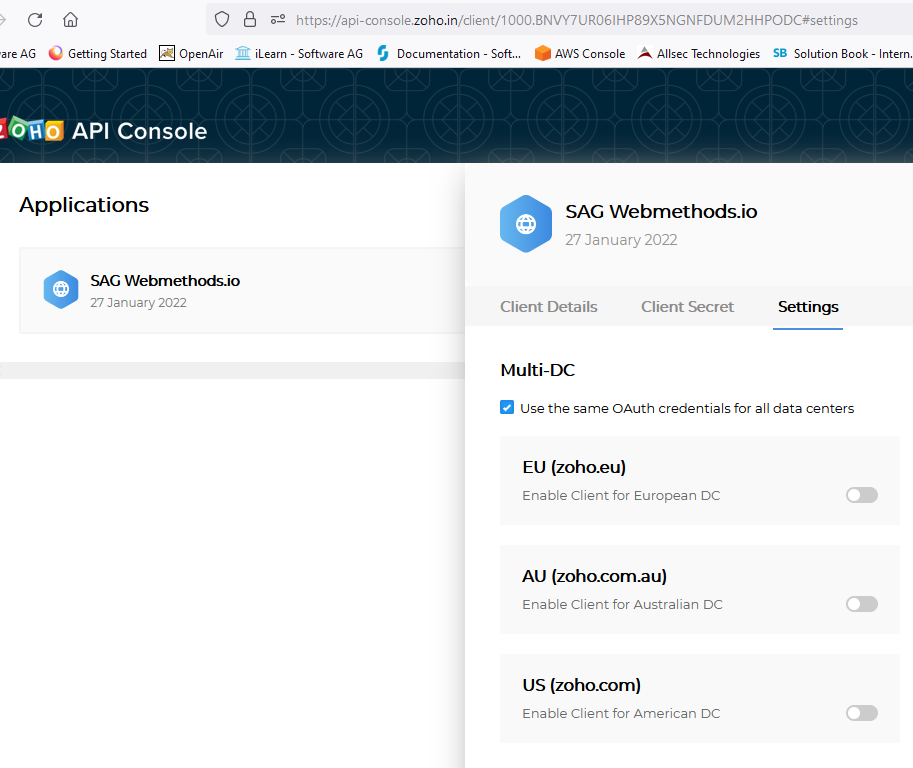 https://api-console.zoho.in/client/1000.BNVY7UR06IHP89X5NGNFDUM2HHPODC#settings
are AG Getting Started OpenAir iLearn - Software AG Documentation - Soft... AWS Console Allsec Technologies SB Solution Book - Intern.
ZOHO API Console
Applications
SAG Webmethods.io
27 January 2022
SAG Webmethods.io
27 January 2022
Client Details Client Secret Settings
Multi-DC
Use the same OAuth credentials for all data centers
EU (zoho.eu)
Enable Client for European DC
AU (zoho.com.au)
Enable Client for Australian DC
US (zoho.com)
Enable Client for American DC